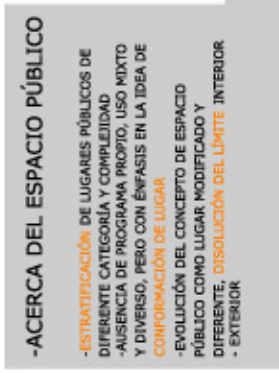 -ACERCA DEL ESPACIO PÚBLICO
-ESTRATIFICACIÓN DE LUGARES PÚBLICOS DE
DIFERENTE CATEGORÍA Y COMPLEJIDAD
-AUSENCIA DE PROGRAMA PROPIO, USO MIXTO
Y DIVERSO, PERO CON ÉNFASIS EN LA IDEA DE
CONFORMACIÓN DE LUGAR
-EVOLUCIÓN DEL CONCEPTO DE ESPACIO
PÚBLICO COMO LUGAR MODIFICADO Y
DIFERENTE, DISOLUCIÓN DEL LÍMITE INTERIOR
- EXTERIOR